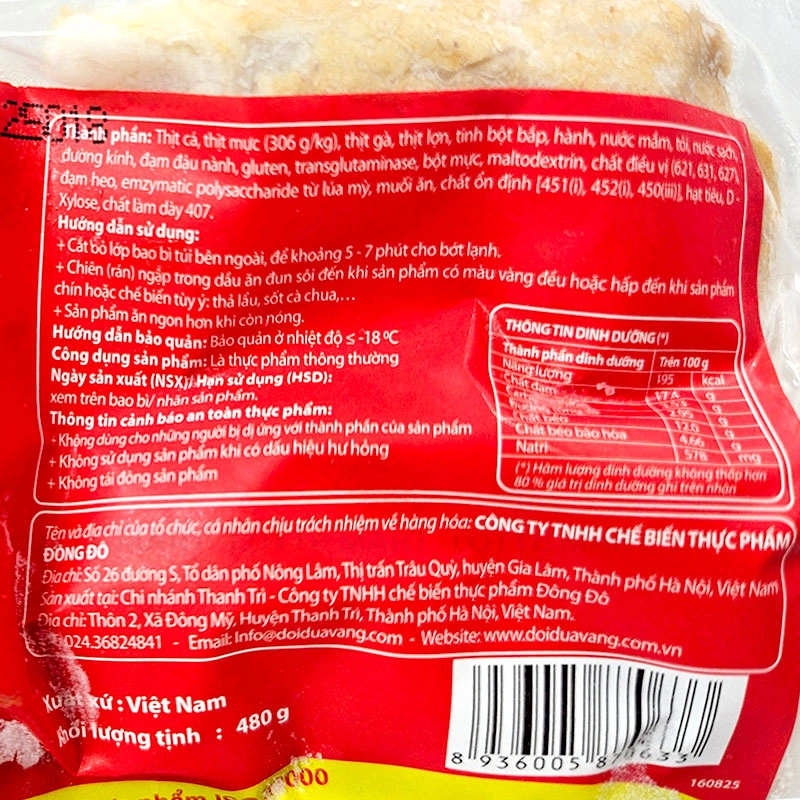 Thành phần: Thịt cá, thịt mực (306 g/kg), thịt gà, thịt lợn, tinh bột bắp, hành, nước mắm, tỏi, nước sạch,
đường kính, đạm đậu nành, gluten, transglutaminase, bột mực, maltodextrin, chất điều vị (621, 631, 627),
đạm heo, emzymatic polysaccharide từ lúa mỳ, muối ăn, chất ổn định [451(i), 452(i), 450(iii)], hạt tiêu, D -
Xylose, chất làm dày 407.
Hướng dẫn sử dụng:
+ Cắt bỏ lớp bao bì túi bên ngoài, để khoảng 5 - 7 phút cho bớt lạnh.
+ Chiên (rán) ngập trong dầu ăn đun sôi đến khi sản phẩm có màu vàng đều hoặc hấp đến khi sản phẩm
chín hoặc chế biến tùy ý: thả lẩu, sốt cà chua,...
+ Sản phẩm ăn ngon hơn khi còn nóng.
Hướng dẫn bảo quản: Bảo quản ở nhiệt độ ≤ -18 ºC
Công dụng sản phẩm: Là thực phẩm thông thường
Ngày sản xuất (NSX)/ Hạn sử dụng (HSD):
xem trên bao bì/ nhãn sản phẩm.
Thông tin cảnh báo an toàn thực phẩm:
- Không dùng cho những người bị dị ứng với thành phần của sản phẩm
+ Không sử dụng sản phẩm khi có dấu hiệu hư hỏng
+ Không tái đông sản phẩm
THÔNG TIN DINH DƯỠNG (*)
Thành phần dinh dưỡng Trên 100 g
Năng lượng 195 kcal
Chất đạm 17.4 g
g
2.95 g
Chất béo 12.0 g
Chất béo bão hòa 4.66 g
Natri 578 mg
(*) Hàm lượng dinh dưỡng không thấp hơn
80 % giá trị dinh dưỡng ghi trên nhãn
Tên và địa chỉ của tổ chức, cá nhân chịu trách nhiệm về hàng hóa: CÔNG TY TNHH CHẾ BIẾN THỰC PHẨM
ĐÔNG ĐÔ
Địa chỉ: Số 26 đường S, Tổ dân phố Nông Lâm, Thị trấn Trâu Quỳ, huyện Gia Lâm, Thành phố Hà Nội, Việt Nam
Sản xuất tại: Chi nhánh Thanh Trì - Công ty TNHH chế biến thực phẩm Đông Đô
Địa chỉ: Thôn 2, Xã Đông Mỹ, Huyện Thanh Trì, Thành phố Hà Nội, Việt Nam.
024.36824841 - Email: Info@doiduavang.com - Website: www.doiduavang.com.vn
Xuất xứ : Việt Nam
Khối lượng tịnh : 480 g
160825